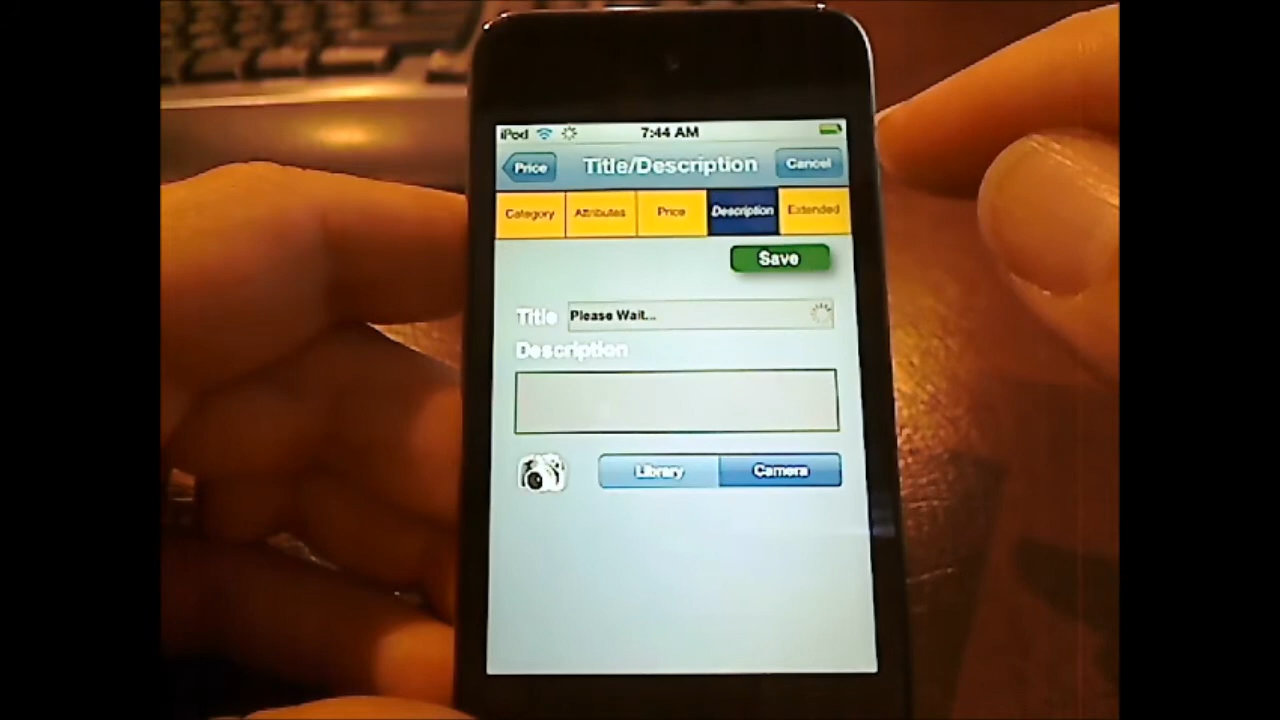 iPod 7:44 AM
Price Title/Description Cancel
Category Attributes Price Description Extended
Save
Title Please Wait...
Description
Library Camera